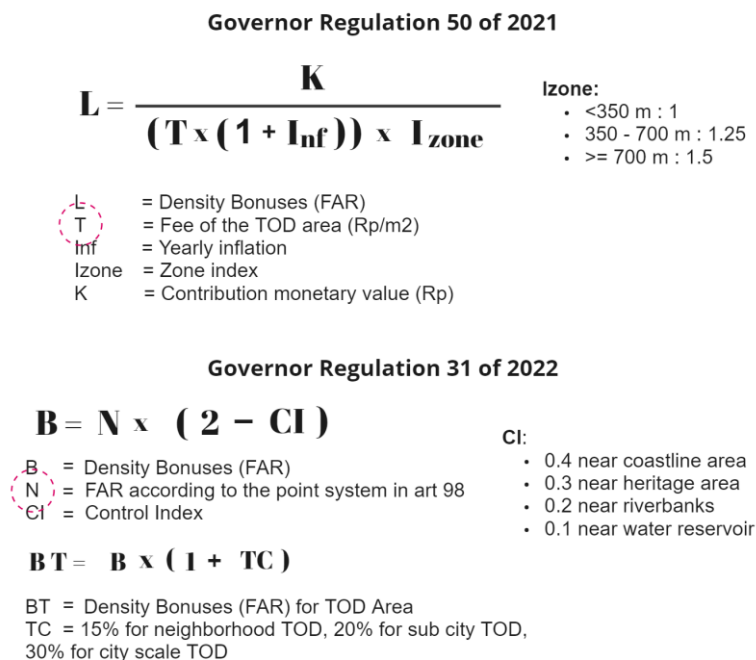 Governor Regulation 50 of 2021
L = K / (T x (1 + Inf)) x Izone
Izone:
• <350 m : 1
• 350 - 700 m : 1.25
• >= 700 m : 1.5
L = Density Bonuses (FAR)
T = Fee of the TOD area (Rp/m2)
Inf = Yearly inflation
Izone = Zone index
K = Contribution monetary value (Rp)
Governor Regulation 31 of 2022
B = N x (2 – CI)
B = Density Bonuses (FAR)
N = FAR according to the point system in art 98
CI = Control Index
CI:
• 0.4 near coastline area
• 0.3 near heritage area
• 0.2 near riverbanks
• 0.1 near water reservoir
BT = B x (1 + TC)
BT = Density Bonuses (FAR) for TOD Area
TC = 15% for neighborhood TOD, 20% for sub city TOD,
30% for city scale TOD